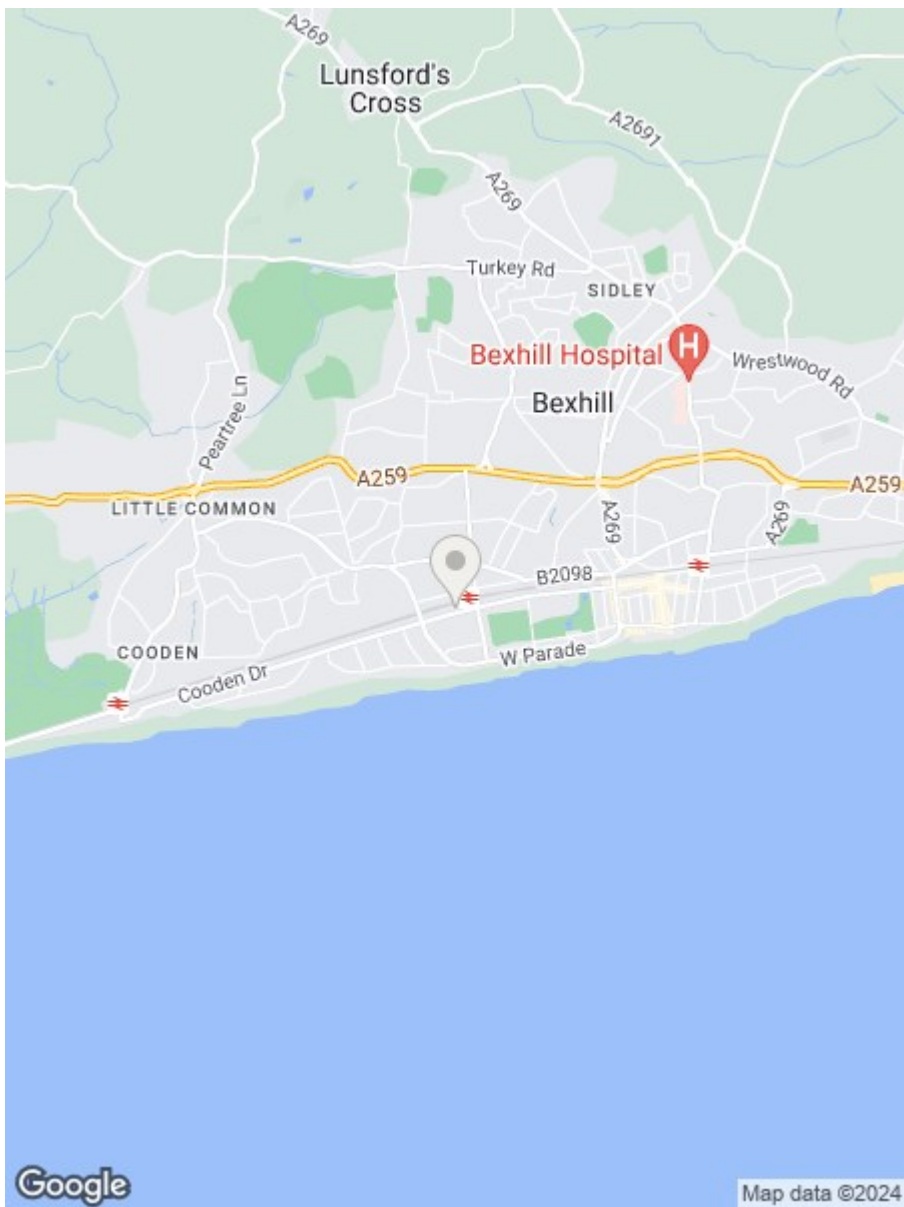 A269
Lunsford's
Cross
A2691
A269
Turkey Rd
SIDLEY
Bexhill Hospital
H
Wrestwood Rd
Bexhill
Peartree Ln
A259
A259
LITTLE COMMON
A269
A269
B2098
COODEN
W Parade
Cooden Dr
Google
Map data ©2024